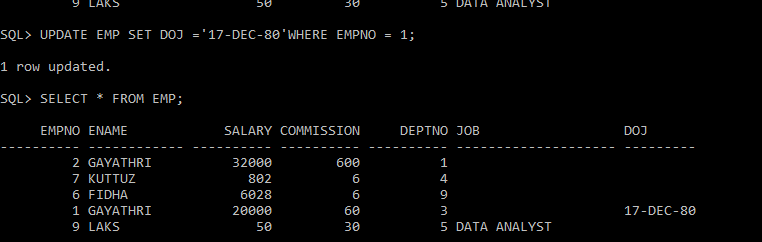 9 LAKS                 50         30          5 DATA ANALYST
SQL> UPDATE EMP SET DOJ ='17-DEC-80'WHERE EMPNO = 1;
1 row updated.
SQL> SELECT * FROM EMP;
     EMPNO ENAME            SALARY COMMISSION     DEPTNO JOB                  DOJ
---------- ------------ ---------- ---------- ---------- -------------------- ---------
         2 GAYATHRI          32000        600          1
         7 KUTTUZ              802          6          4
         6 FIDHA              6028          6          9
         1 GAYATHRI          20000         60          3                      17-DEC-80
         9 LAKS                 50         30          5 DATA ANALYST